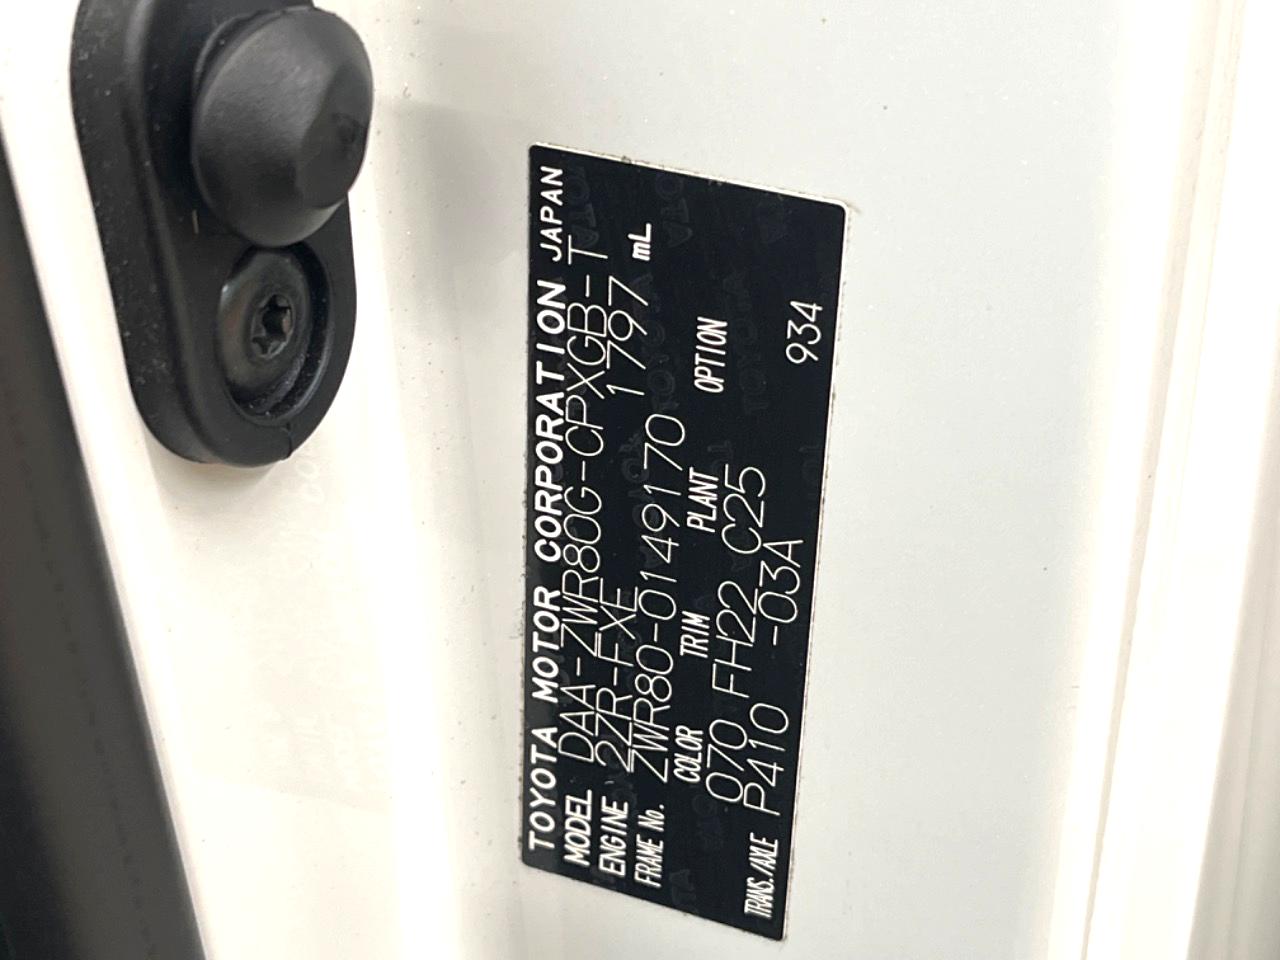 TOYOTA MOTOR CORPORATION JAPAN
MODEL DAA-ZWR80G-CPXGB-T
ENGINE 2ZR-FXE 1797 mL
FRAME No. ZWR80-0149170
COLOR TRIM PLANT OPTION
070 FH22 C25
TRANS./AXLE P410 -03A 934